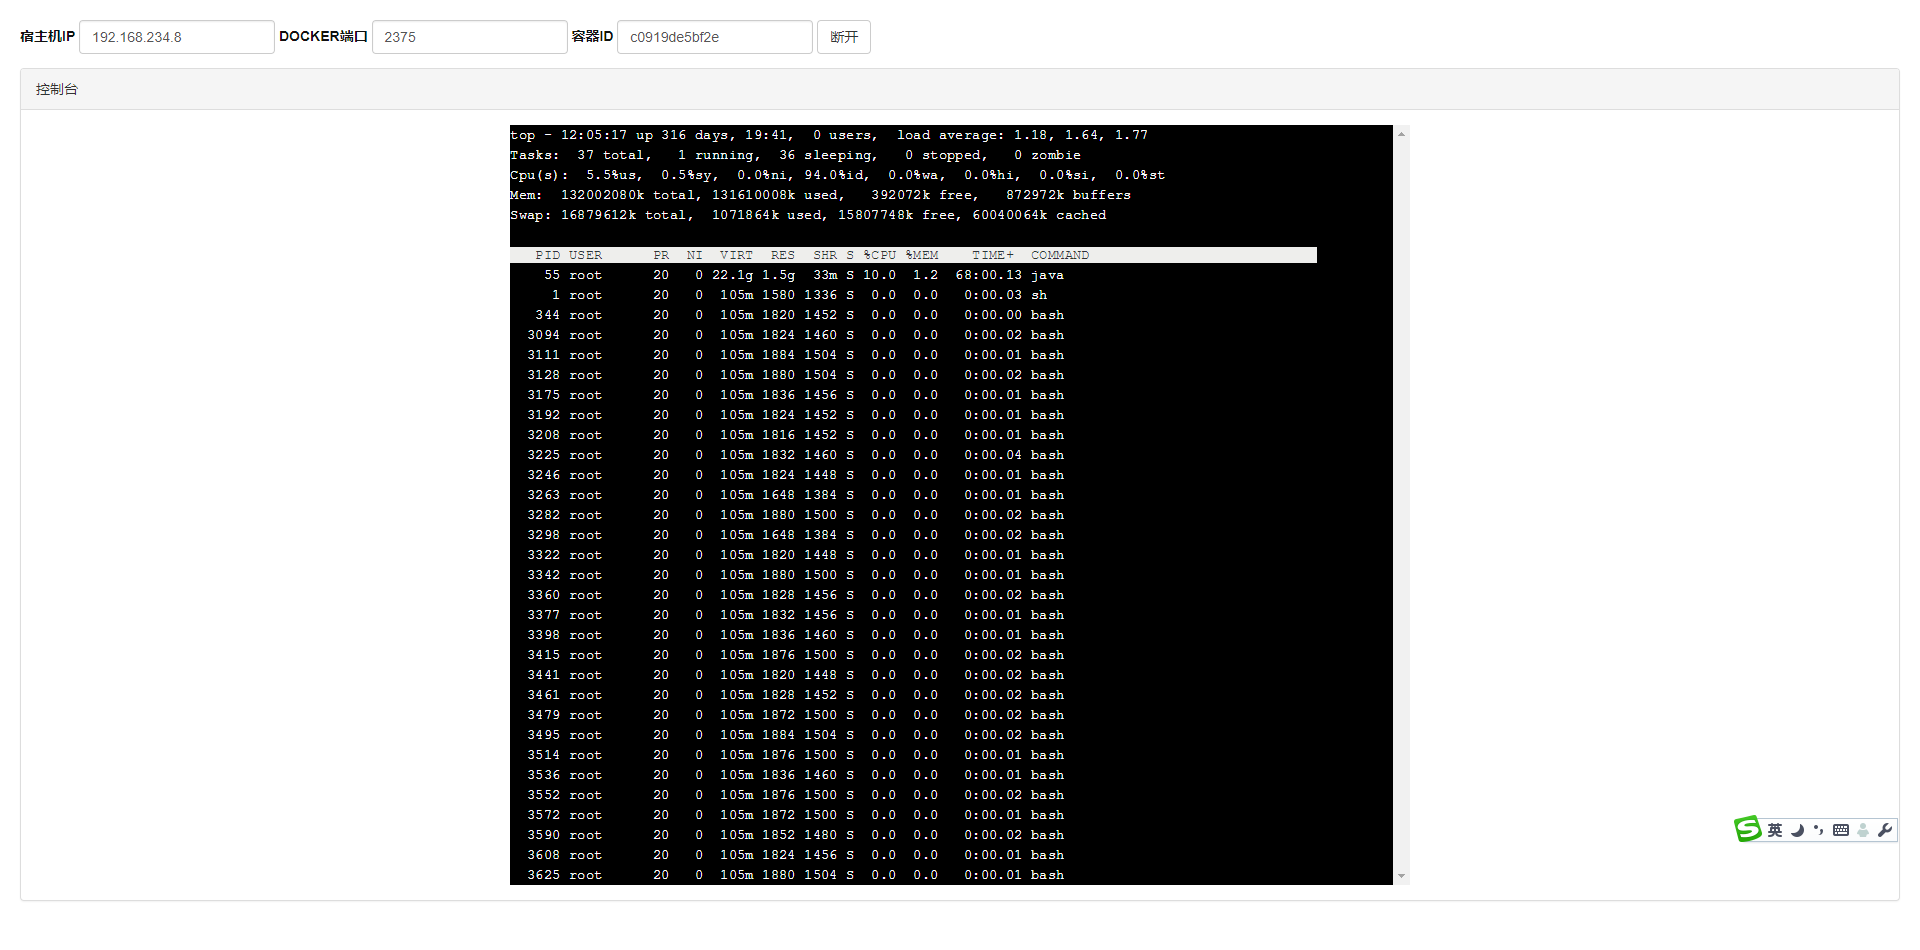 宿主机IP 192.168.234.8 DOCKER端口 2375 容器ID c0919de5bf2e 断开
控制台
top - 12:05:17 up 316 days, 19:41,  0 users,  load average: 1.18, 1.64, 1.77
Tasks:  37 total,   1 running,  36 sleeping,   0 stopped,   0 zombie
Cpu(s):  5.5%us,  0.5%sy,  0.0%ni, 94.0%id,  0.0%wa,  0.0%hi,  0.0%si,  0.0%st
Mem:  132002080k total, 131610008k used,   392072k free,   872972k buffers
Swap: 16879612k total,  1071864k used, 15807748k free, 60040064k cached
PID USER      PR  NI  VIRT  RES  SHR S %CPU %MEM    TIME+  COMMAND
55 root      20   0 22.1g 1.5g  33m S 10.0  1.2  68:00.13 java
1 root      20   0  105m 1580 1336 S  0.0  0.0   0:00.03 sh
344 root      20   0  105m 1820 1452 S  0.0  0.0   0:00.00 bash
3094 root      20   0  105m 1824 1460 S  0.0  0.0   0:00.02 bash
3111 root      20   0  105m 1884 1504 S  0.0  0.0   0:00.01 bash
3128 root      20   0  105m 1880 1504 S  0.0  0.0   0:00.02 bash
3175 root      20   0  105m 1836 1456 S  0.0  0.0   0:00.01 bash
3192 root      20   0  105m 1824 1452 S  0.0  0.0   0:00.01 bash
3208 root      20   0  105m 1816 1452 S  0.0  0.0   0:00.01 bash
3225 root      20   0  105m 1832 1460 S  0.0  0.0   0:00.04 bash
3246 root      20   0  105m 1824 1448 S  0.0  0.0   0:00.01 bash
3263 root      20   0  105m 1648 1384 S  0.0  0.0   0:00.01 bash
3282 root      20   0  105m 1880 1500 S  0.0  0.0   0:00.02 bash
3298 root      20   0  105m 1648 1384 S  0.0  0.0   0:00.02 bash
3322 root      20   0  105m 1820 1448 S  0.0  0.0   0:00.01 bash
3342 root      20   0  105m 1880 1500 S  0.0  0.0   0:00.01 bash
3360 root      20   0  105m 1828 1456 S  0.0  0.0   0:00.02 bash
3377 root      20   0  105m 1832 1456 S  0.0  0.0   0:00.01 bash
3398 root      20   0  105m 1836 1460 S  0.0  0.0   0:00.01 bash
3415 root      20   0  105m 1876 1500 S  0.0  0.0   0:00.02 bash
3441 root      20   0  105m 1820 1448 S  0.0  0.0   0:00.02 bash
3461 root      20   0  105m 1828 1452 S  0.0  0.0   0:00.02 bash
3479 root      20   0  105m 1872 1500 S  0.0  0.0   0:00.02 bash
3495 root      20   0  105m 1884 1504 S  0.0  0.0   0:00.02 bash
3514 root      20   0  105m 1876 1500 S  0.0  0.0   0:00.01 bash
3536 root      20   0  105m 1836 1460 S  0.0  0.0   0:00.01 bash
3552 root      20   0  105m 1876 1500 S  0.0  0.0   0:00.02 bash
3572 root      20   0  105m 1872 1500 S  0.0  0.0   0:00.01 bash
3590 root      20   0  105m 1852 1480 S  0.0  0.0   0:00.02 bash
3608 root      20   0  105m 1824 1456 S  0.0  0.0   0:00.01 bash
3625 root      20   0  105m 1880 1504 S  0.0  0.0   0:00.01 bash
S 英